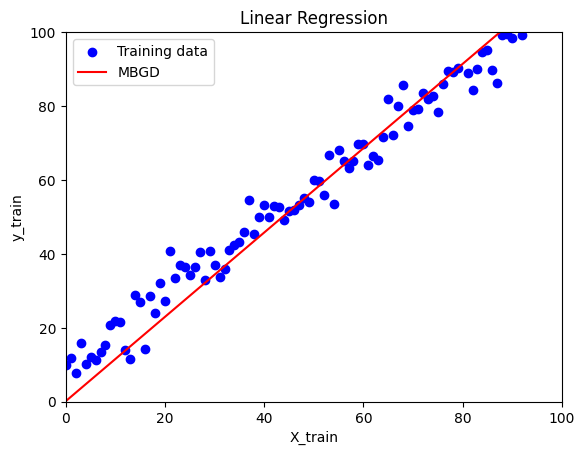 Linear Regression
Training data
MBGD
100
80
60
40
20
0
y_train
0 20 40 60 80 100
X_train